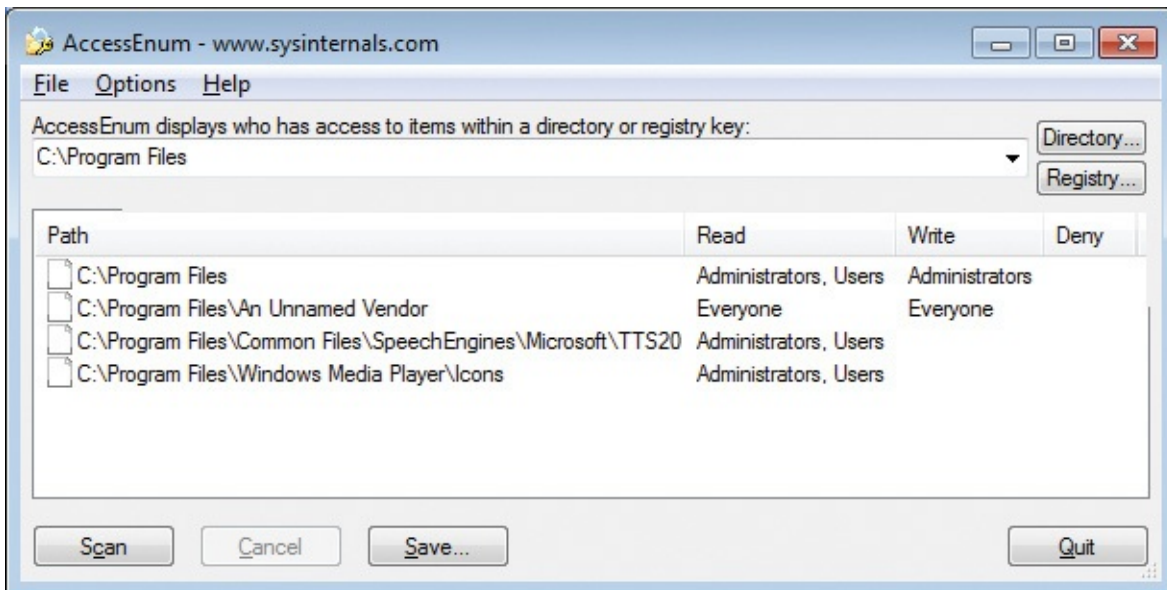 AccessEnum - www.sysinternals.com
File Options Help
AccessEnum displays who has access to items within a directory or registry key:
Directory...
C:\Program Files
Registry...
Path Read Write Deny
C:\Program Files Administrators, Users Administrators
C:\Program Files\An Unnamed Vendor Everyone Everyone
C:\Program Files\Common Files\SpeechEngines\Microsoft\TTS20 Administrators, Users
C:\Program Files\Windows Media Player\Icons Administrators, Users
Scan Cancel Save... Quit